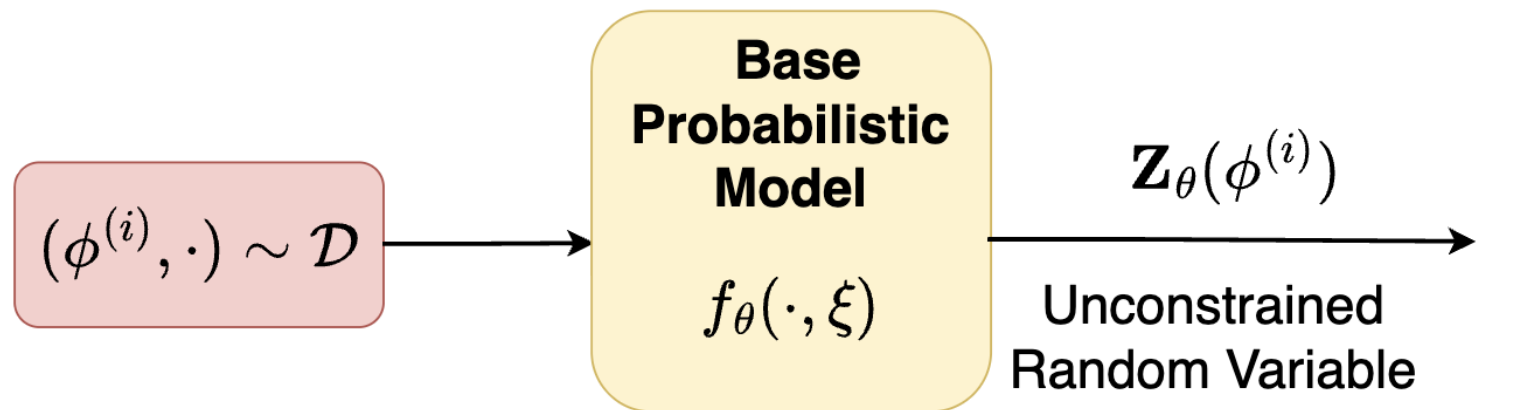 (ϕ⁽ⁱ⁾, ·) ∼ 𝒟
Base
Probabilistic
Model
f_θ(·, ξ)
𝐙_θ(ϕ⁽ⁱ⁾)
Unconstrained
Random Variable